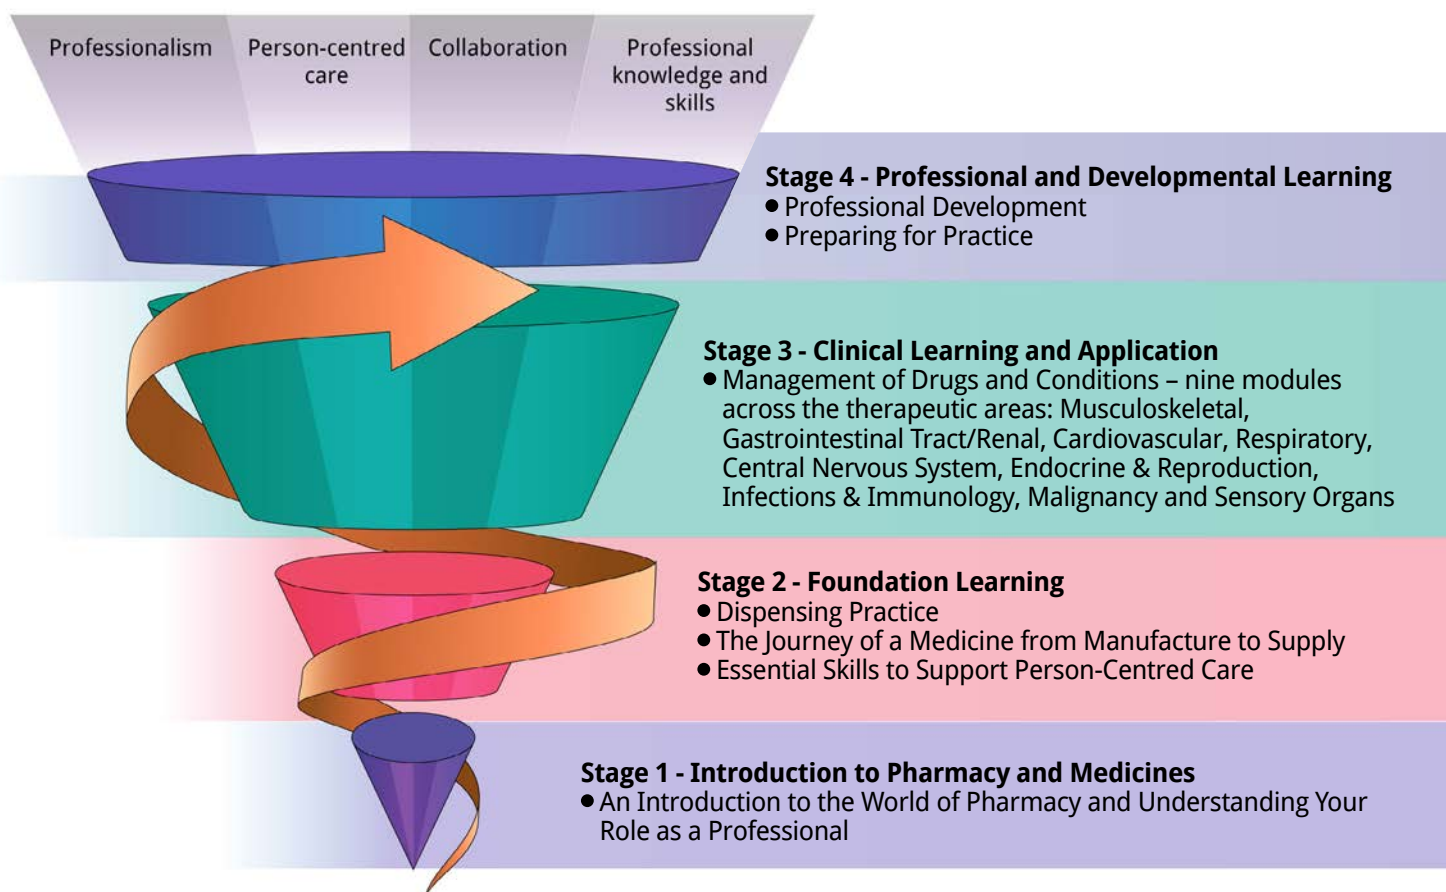 Professionalism
Person-centred
care
Collaboration
Professional
knowledge and
skills
Stage 4 - Professional and Developmental Learning
● Professional Development
● Preparing for Practice
Stage 3 - Clinical Learning and Application
● Management of Drugs and Conditions – nine modules
across the therapeutic areas: Musculoskeletal,
Gastrointestinal Tract/Renal, Cardiovascular, Respiratory,
Central Nervous System, Endocrine & Reproduction,
Infections & Immunology, Malignancy and Sensory Organs
Stage 2 - Foundation Learning
● Dispensing Practice
● The Journey of a Medicine from Manufacture to Supply
● Essential Skills to Support Person-Centred Care
Stage 1 - Introduction to Pharmacy and Medicines
● An Introduction to the World of Pharmacy and Understanding Your
Role as a Professional